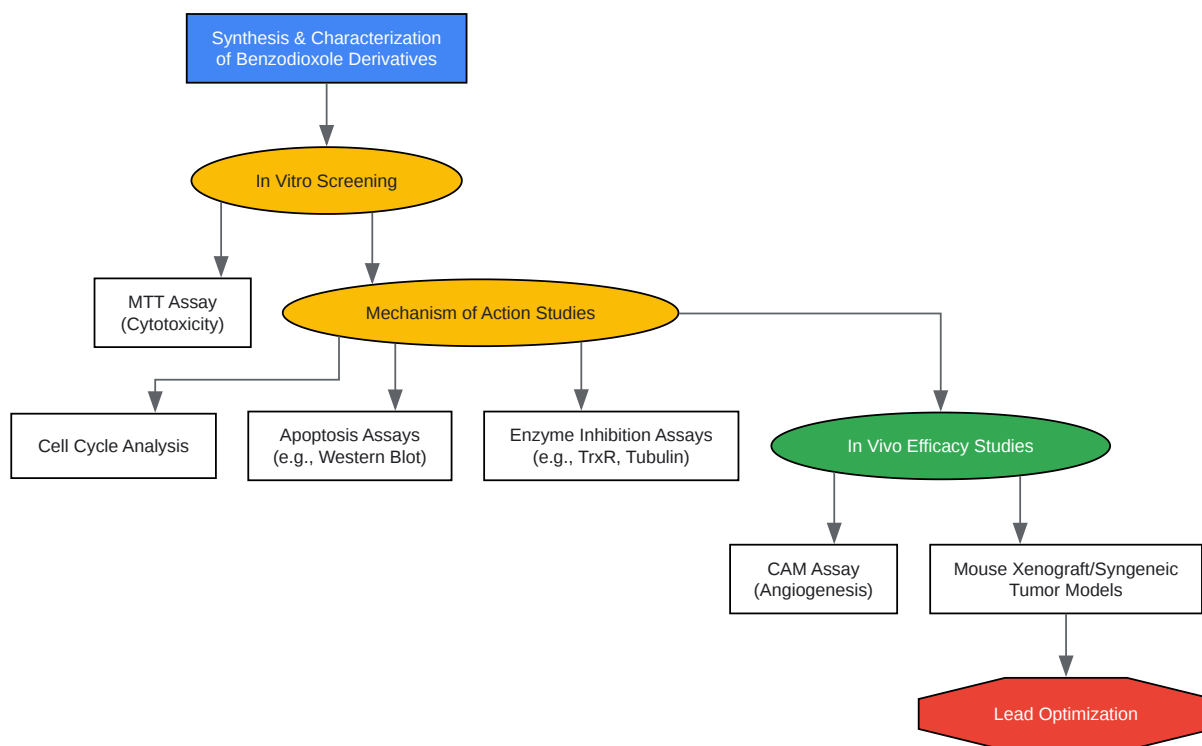 Synthesis & Characterization
of Benzodioxole Derivatives
In Vitro Screening
MTT Assay
(Cytotoxicity)
Mechanism of Action Studies
Cell Cycle Analysis
Apoptosis Assays
(e.g., Western Blot)
Enzyme Inhibition Assays
(e.g., TrxR, Tubulin)
In Vivo Efficacy Studies
CAM Assay
(Angiogenesis)
Mouse Xenograft/Syngeneic
Tumor Models
Lead Optimization